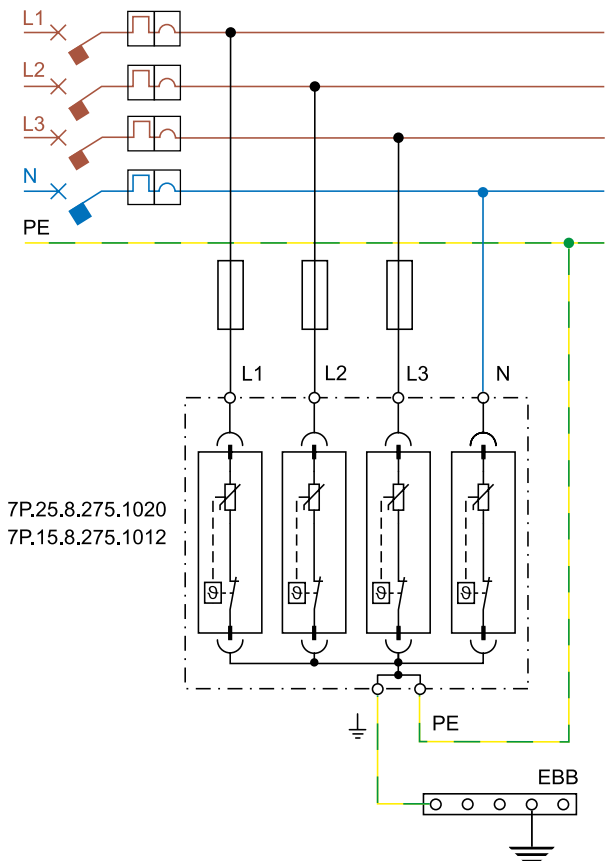 L1
L2
L3
N
PE
L1 L2 L3 N
7P.25.8.275.1020
7P.15.8.275.1012
ϑ ϑ ϑ ϑ
PE
EBB